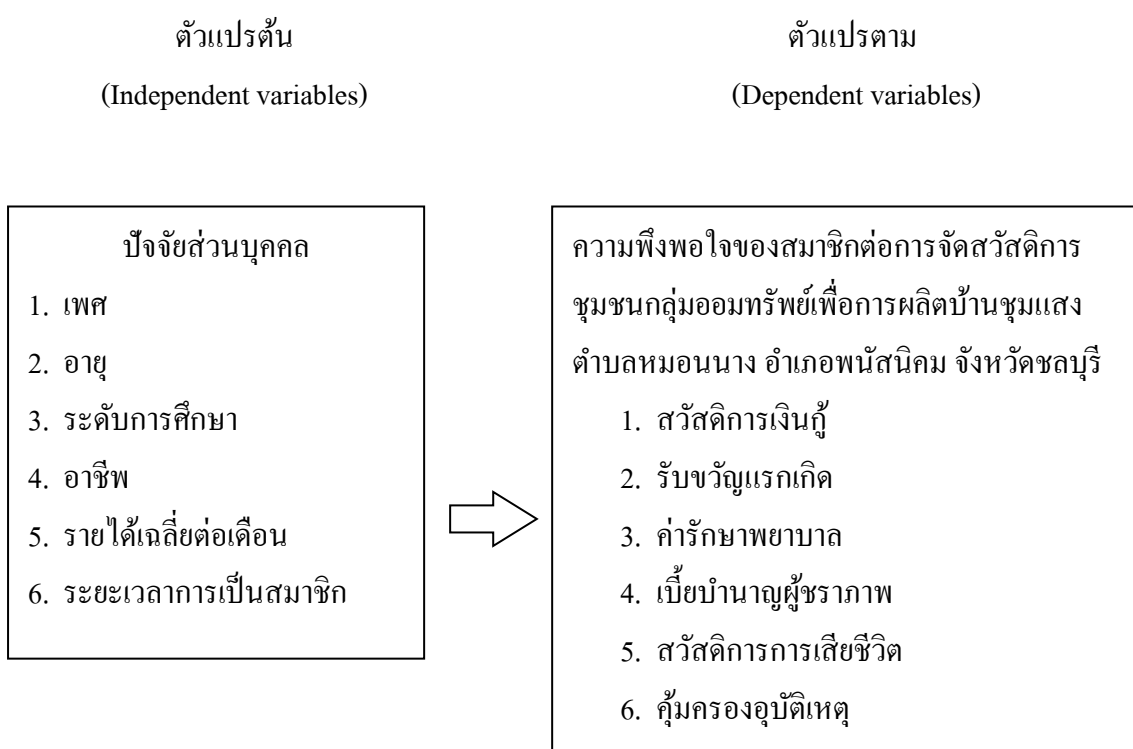 ตัวแปรต้น
(Independent variables)
ตัวแปรตาม
(Dependent variables)
ปัจจัยส่วนบุคคล
1. เพศ
2. อายุ
3. ระดับการศึกษา
4. อาชีพ
5. รายได้เฉลี่ยต่อเดือน
6. ระยะเวลาการเป็นสมาชิก
ความพึงพอใจของสมาชิกต่อการจัดสวัสดิการ
ชุมชนกลุ่มออมทรัพย์เพื่อการผลิตบ้านชุมแสง
ตำบลหมอนนาง อำเภอพนัสนิคม จังหวัดชลบุรี
1. สวัสดิการเงินกู้
2. รับขวัญแรกเกิด
3. ค่ารักษาพยาบาล
4. เบี้ยบำนาญผู้ชราภาพ
5. สวัสดิการการเสียชีวิต
6. คุ้มครองอุบัติเหตุ